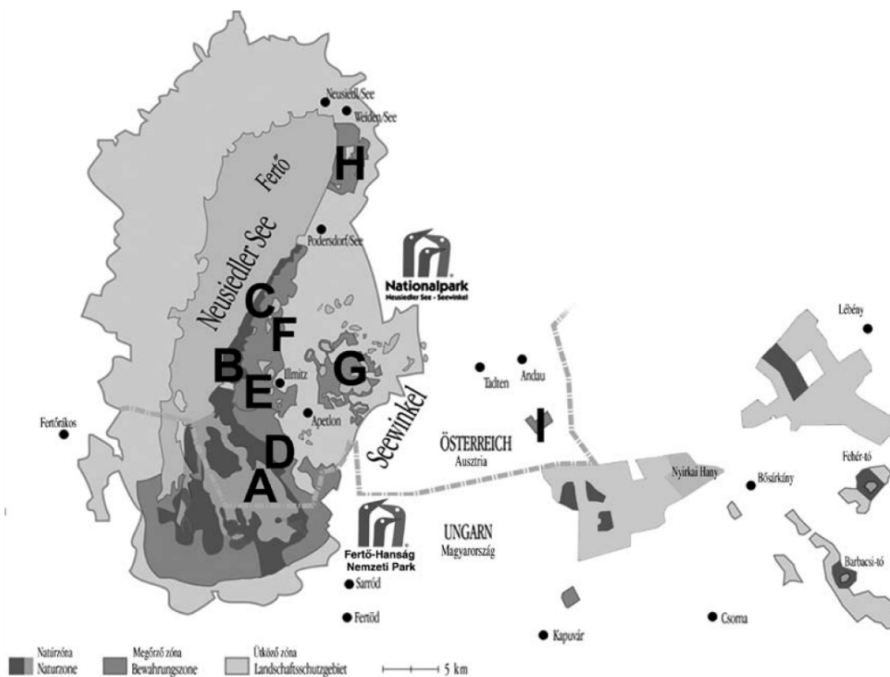 Neusiedl/See
Weiden/See
H
Fertő
Neusiedler See
Podersdorf/See
Nationalpark
Neusiedler See - Seewinkel
C
F
B
G
E
Illmitz
Apetlon
Seewinkel
Tadten
Andau
Lébény
Fertőrákos
I
ÖSTERREICH
Ausztria
D
A
Nyirkai Hany
Bősárkány
Fehér-tó
UNGARN
Magyarország
Fertő-Hanság
Nemzeti Park
Barbacsi-tó
Sarród
Fertőd
Kapuvár
Csorna
Natúrzóna
Naturzone
Megőrző zóna
Bewahrungszone
Ütköző zóna
Landschaftsschutzgebiet
5 km